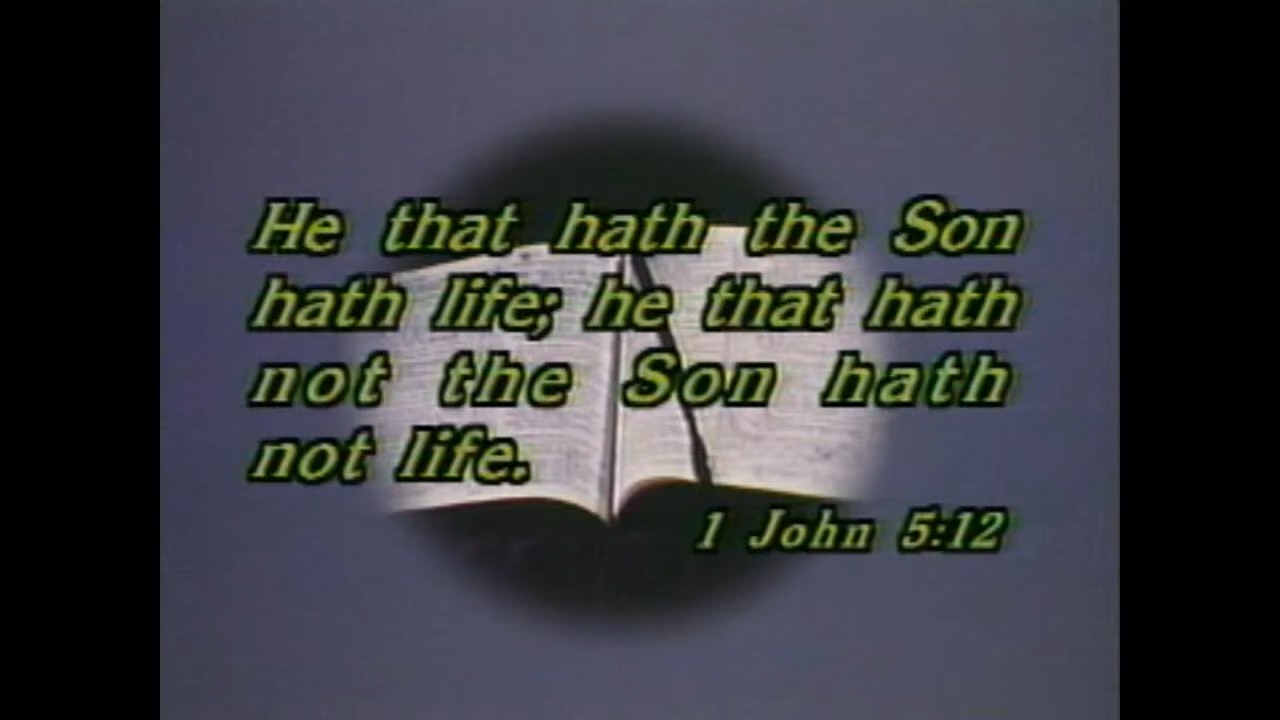 He that hath the Son
hath life; he that hath
not the Son hath
not life.
1 John 5:12